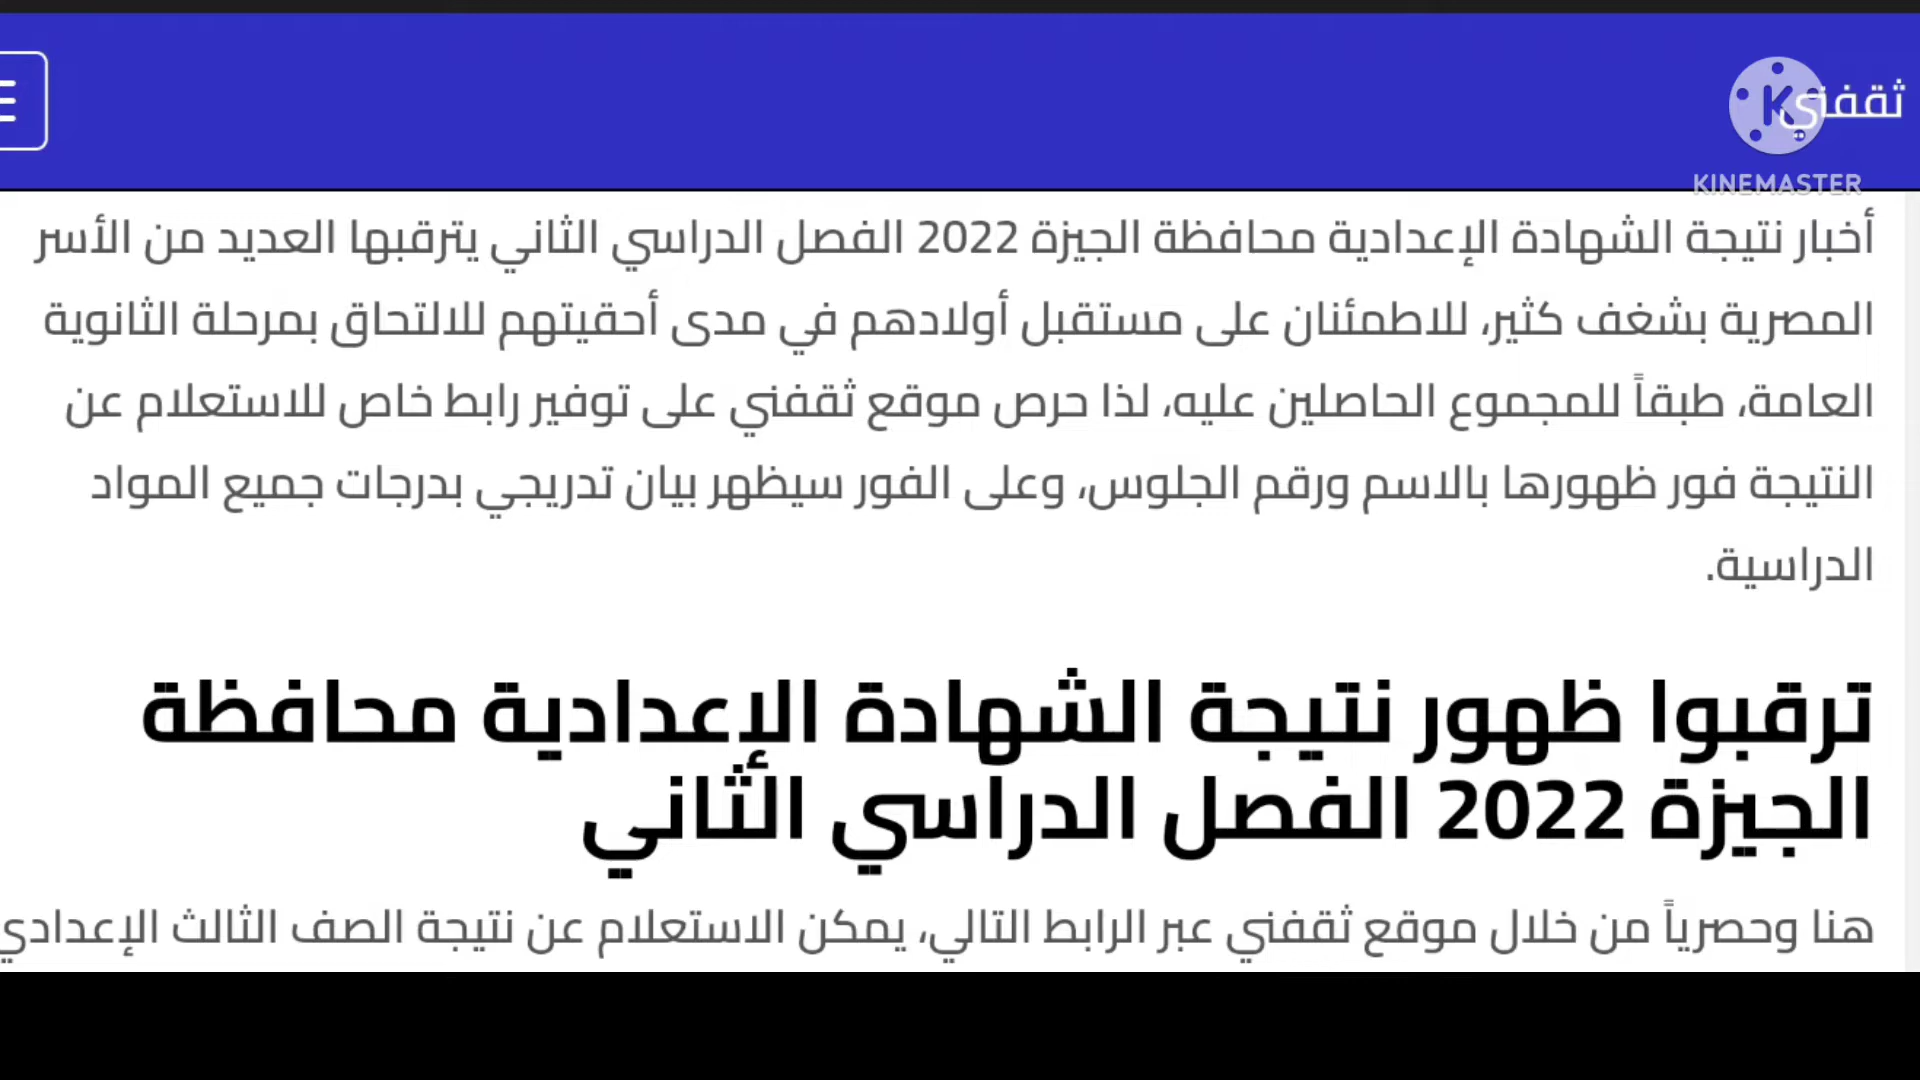 ثقفني
KINEMASTER
أخبار نتيجة الشهادة الإعدادية محافظة الجيزة 2022 الفصل الدراسي الثاني يترقبها العديد من الأسر
المصرية بشغف كثير، للاطمئنان على مستقبل أولادهم في مدى أحقيتهم للالتحاق بمرحلة الثانوية
العامة، طبقاً للمجموع الحاصلين عليه، لذا حرص موقع ثقفني على توفير رابط خاص للاستعلام عن
النتيجة فور ظهورها بالاسم ورقم الجلوس، وعلى الفور سيظهر بيان تدريجي بدرجات جميع المواد
الدراسية.
ترقبوا ظهور نتيجة الشهادة الإعدادية محافظة
الجيزة 2022 الفصل الدراسي الثاني
هنا وحصرياً من خلال موقع ثقفني عبر الرابط التالي، يمكن الاستعلام عن نتيجة الصف الثالث الإعدادي